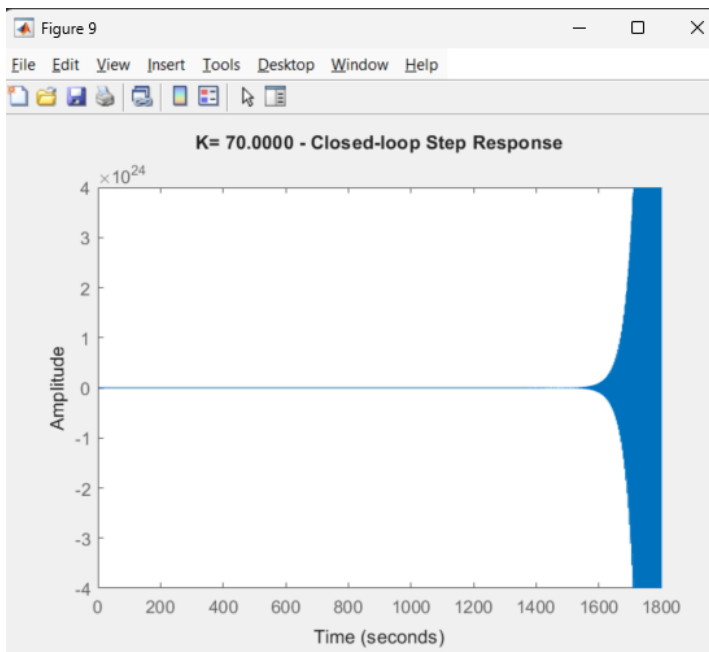 Figure 9
File Edit View Insert Tools Desktop Window Help
K= 70.0000 - Closed-loop Step Response
×10^24
4
3
2
1
0
-1
-2
-3
-4
Amplitude
0 200 400 600 800 1000 1200 1400 1600 1800
Time (seconds)